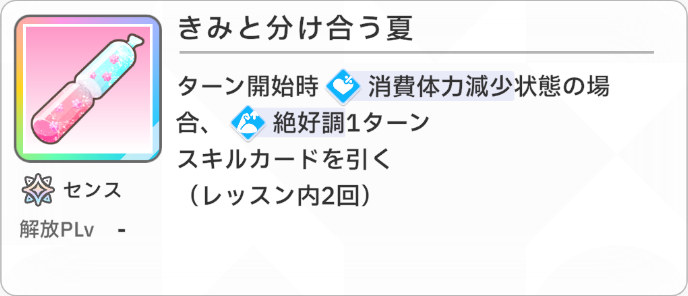 きみと分け合う夏
ターン開始時 消費体力減少状態の場
合、 絶好調1ターン
スキルカードを引く
（レッスン内2回）
センス
解放PLv -